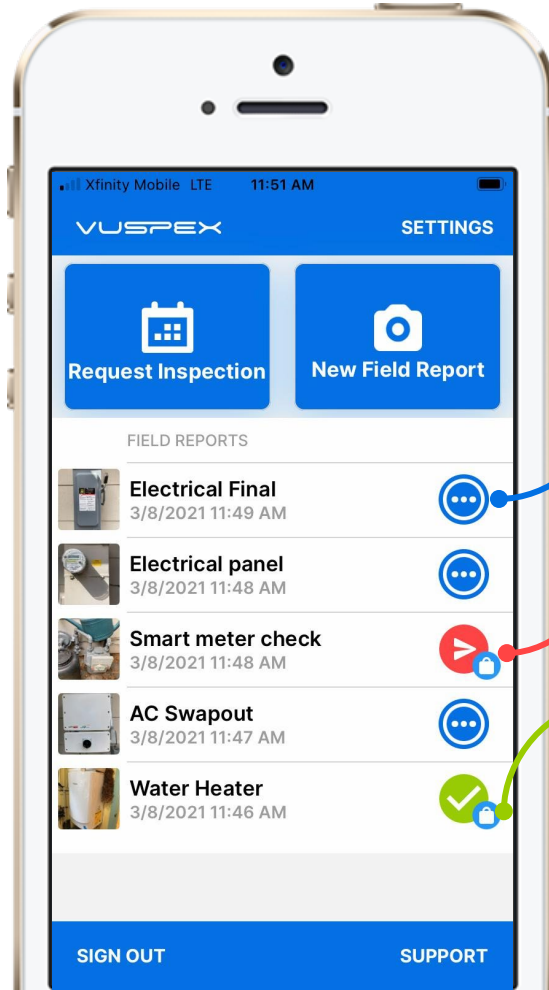 Xfinity Mobile LTE 11:51 AM
VUSPEX SETTINGS
Request Inspection New Field Report
FIELD REPORTS
Electrical Final
3/8/2021 11:49 AM
Electrical panel
3/8/2021 11:48 AM
Smart meter check
3/8/2021 11:48 AM
AC Swapout
3/8/2021 11:47 AM
Water Heater
3/8/2021 11:46 AM
SIGN OUT SUPPORT